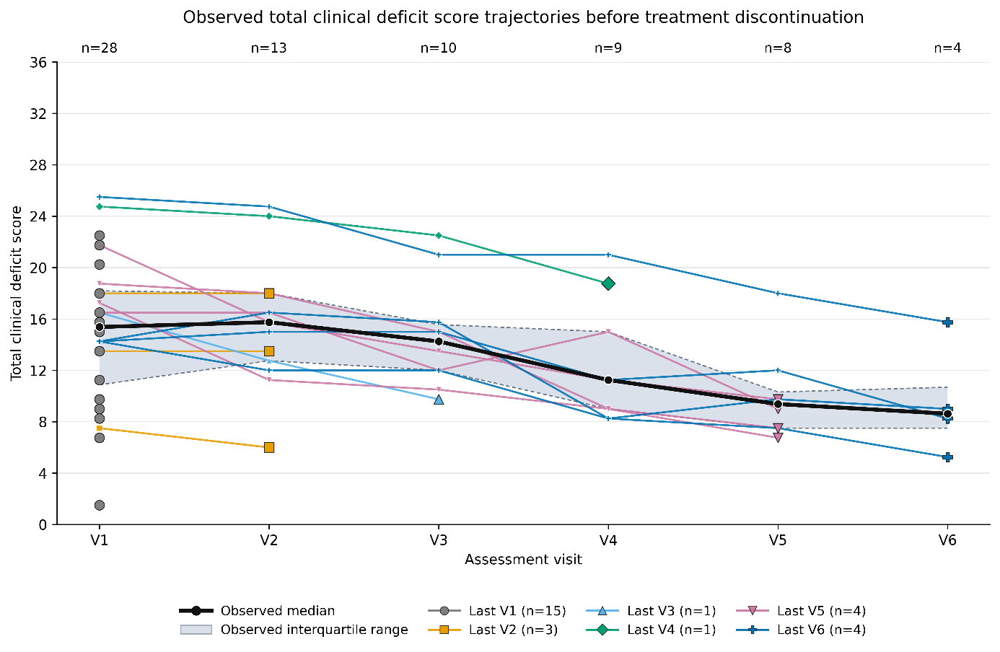 Observed total clinical deficit score trajectories before treatment discontinuation
n=28 n=13 n=10 n=9 n=8 n=4
36
32
28
24
20
16
12
8
4
0
Total clinical deficit score
V1 V2 V3 V4 V5 V6
Assessment visit
Observed median Last V1 (n=15) Last V3 (n=1) Last V5 (n=4)
Observed interquartile range Last V2 (n=3) Last V4 (n=1) Last V6 (n=4)